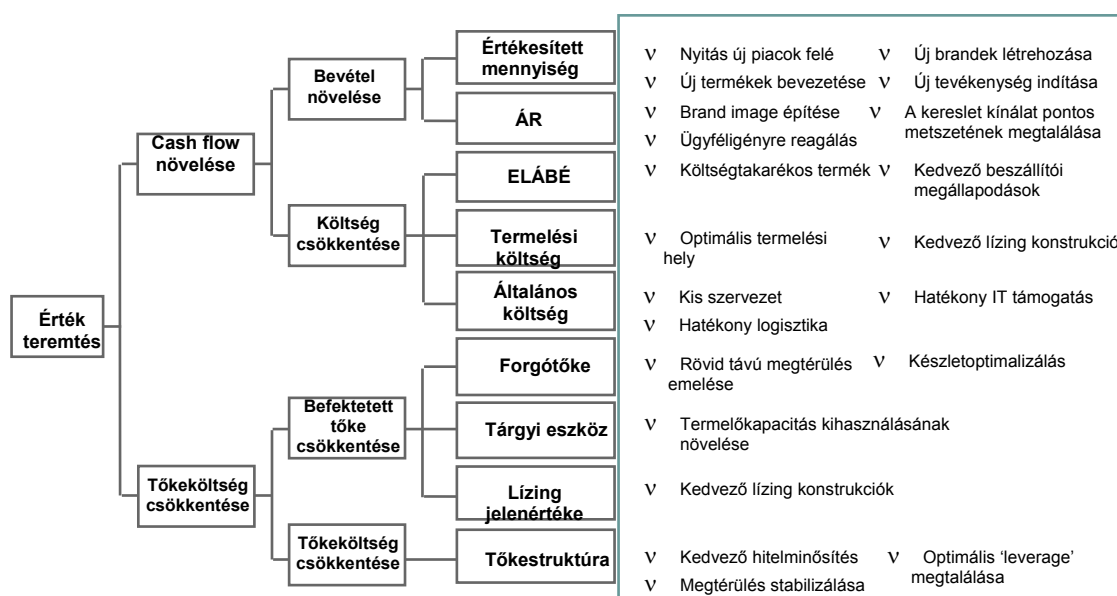 Érték
teremtés
Cash flow
növelése
Tőkeköltség
csökkentése
Bevétel
növelése
Költség
csökkentése
Befektetett
tőke
csökkentése
Tőkeköltség
csökkentése
Értékesített
mennyiség
ÁR
ELÁBÉ
Termelési
költség
Általános
költség
Forgótőke
Tárgyi eszköz
Lízing
jelenértéke
Tőkestruktúra
ν Nyitás új piacok felé ν Új brandek létrehozása
ν Új termékek bevezetése ν Új tevékenység indítása
ν Brand image építése ν A kereslet kínálat pontos
metszetének megtalálása
ν Ügyféligényre reagálás
ν Költségtakarékos termék ν Kedvező beszállítói
megállapodások
ν Optimális termelési ν Kedvező lízing konstrukció
hely
ν Kis szervezet ν Hatékony IT támogatás
ν Hatékony logisztika
ν Rövid távú megtérülés ν Készletoptimalizálás
emelése
ν Termelőkapacitás kihasználásának
növelése
ν Kedvező lízing konstrukciók
ν Kedvező hitelminősítés ν Optimális ‘leverage’
megtalálása
ν Megtérülés stabilizálása